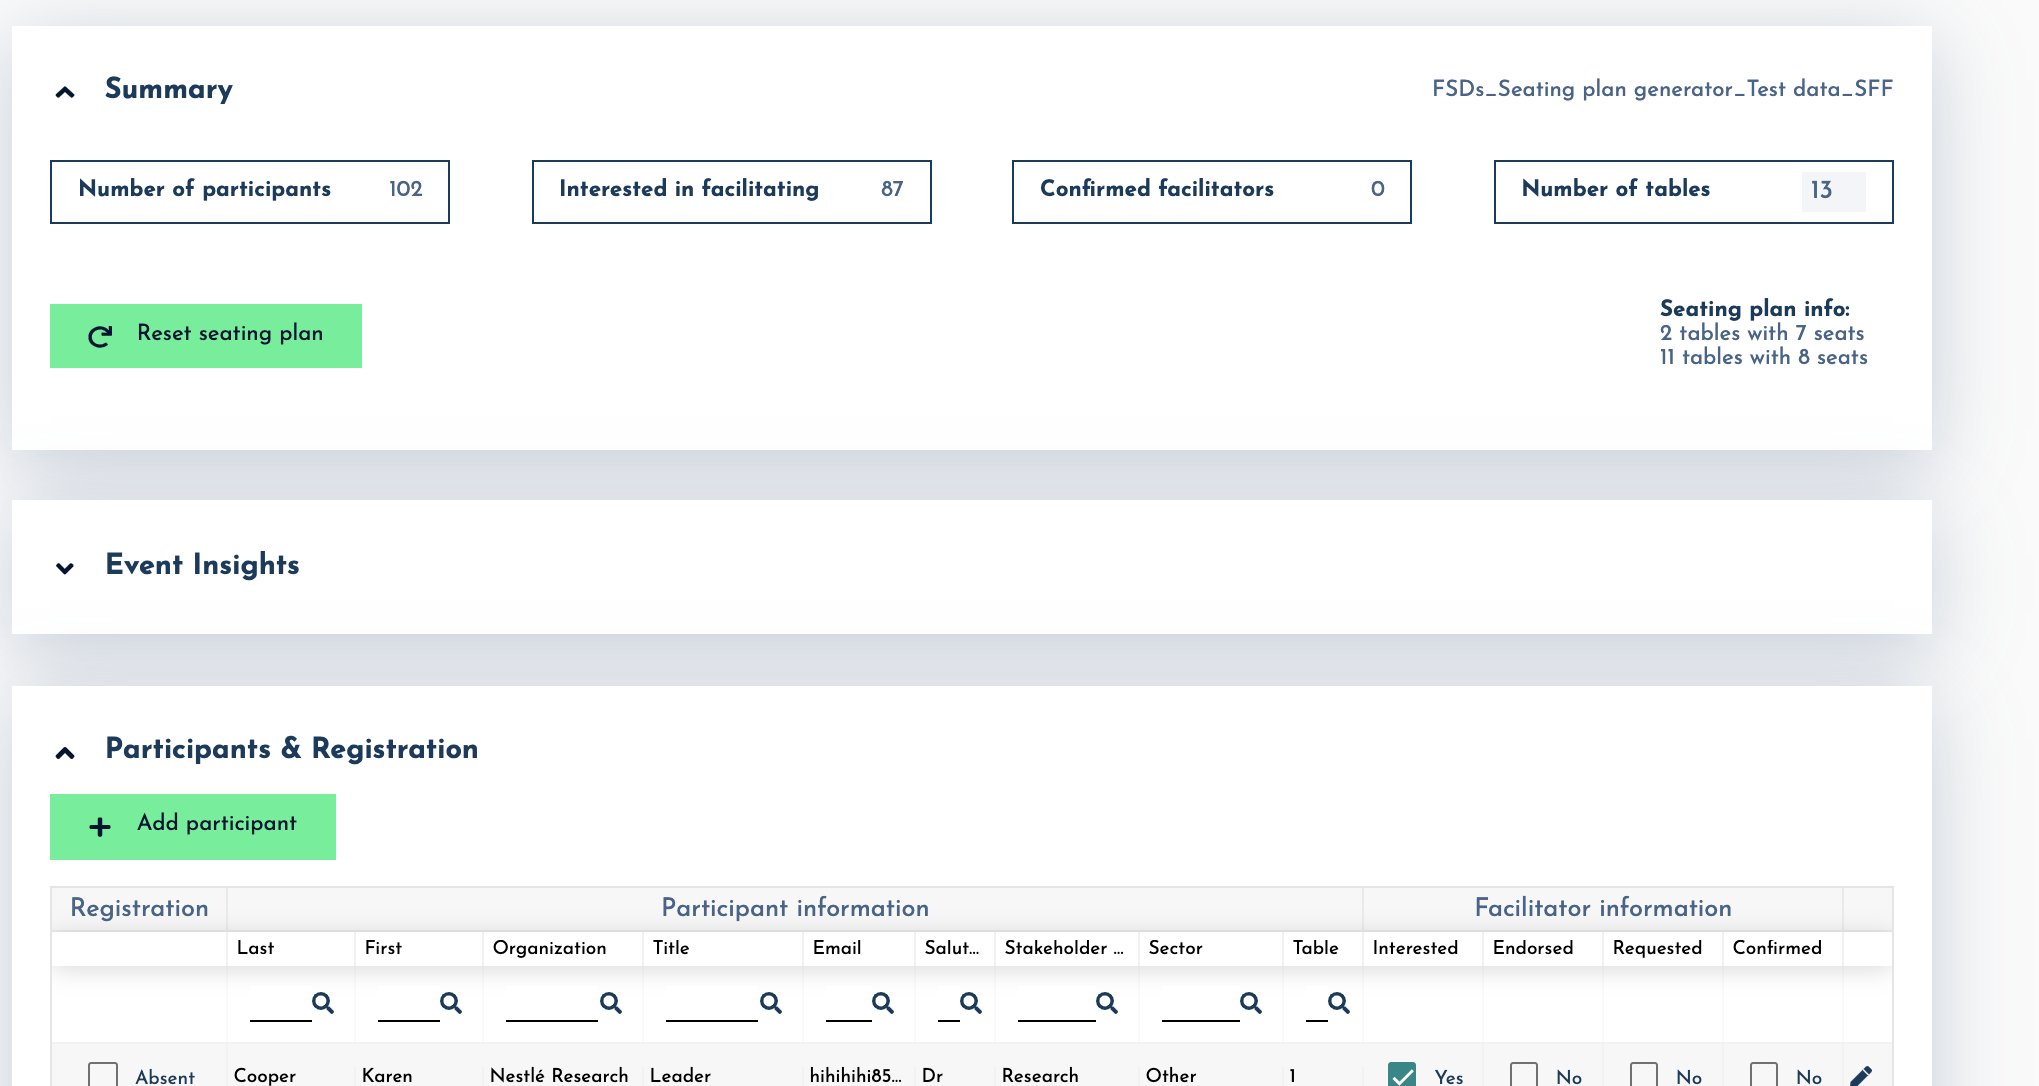 Summary
FSDs_Seating plan generator_Test data_SFF
Number of participants 102
Interested in facilitating 87
Confirmed facilitators 0
Number of tables 13
Reset seating plan
Seating plan info:
2 tables with 7 seats
11 tables with 8 seats
Event Insights
Participants & Registration
Add participant
Registration Participant information Facilitator information
Last First Organization Title Email Salut... Stakeholder ... Sector Table Interested Endorsed Requested Confirmed
Absent Cooper Karen Nestlé Research Leader hihihihi85... Dr Research Other 1 Yes No No No